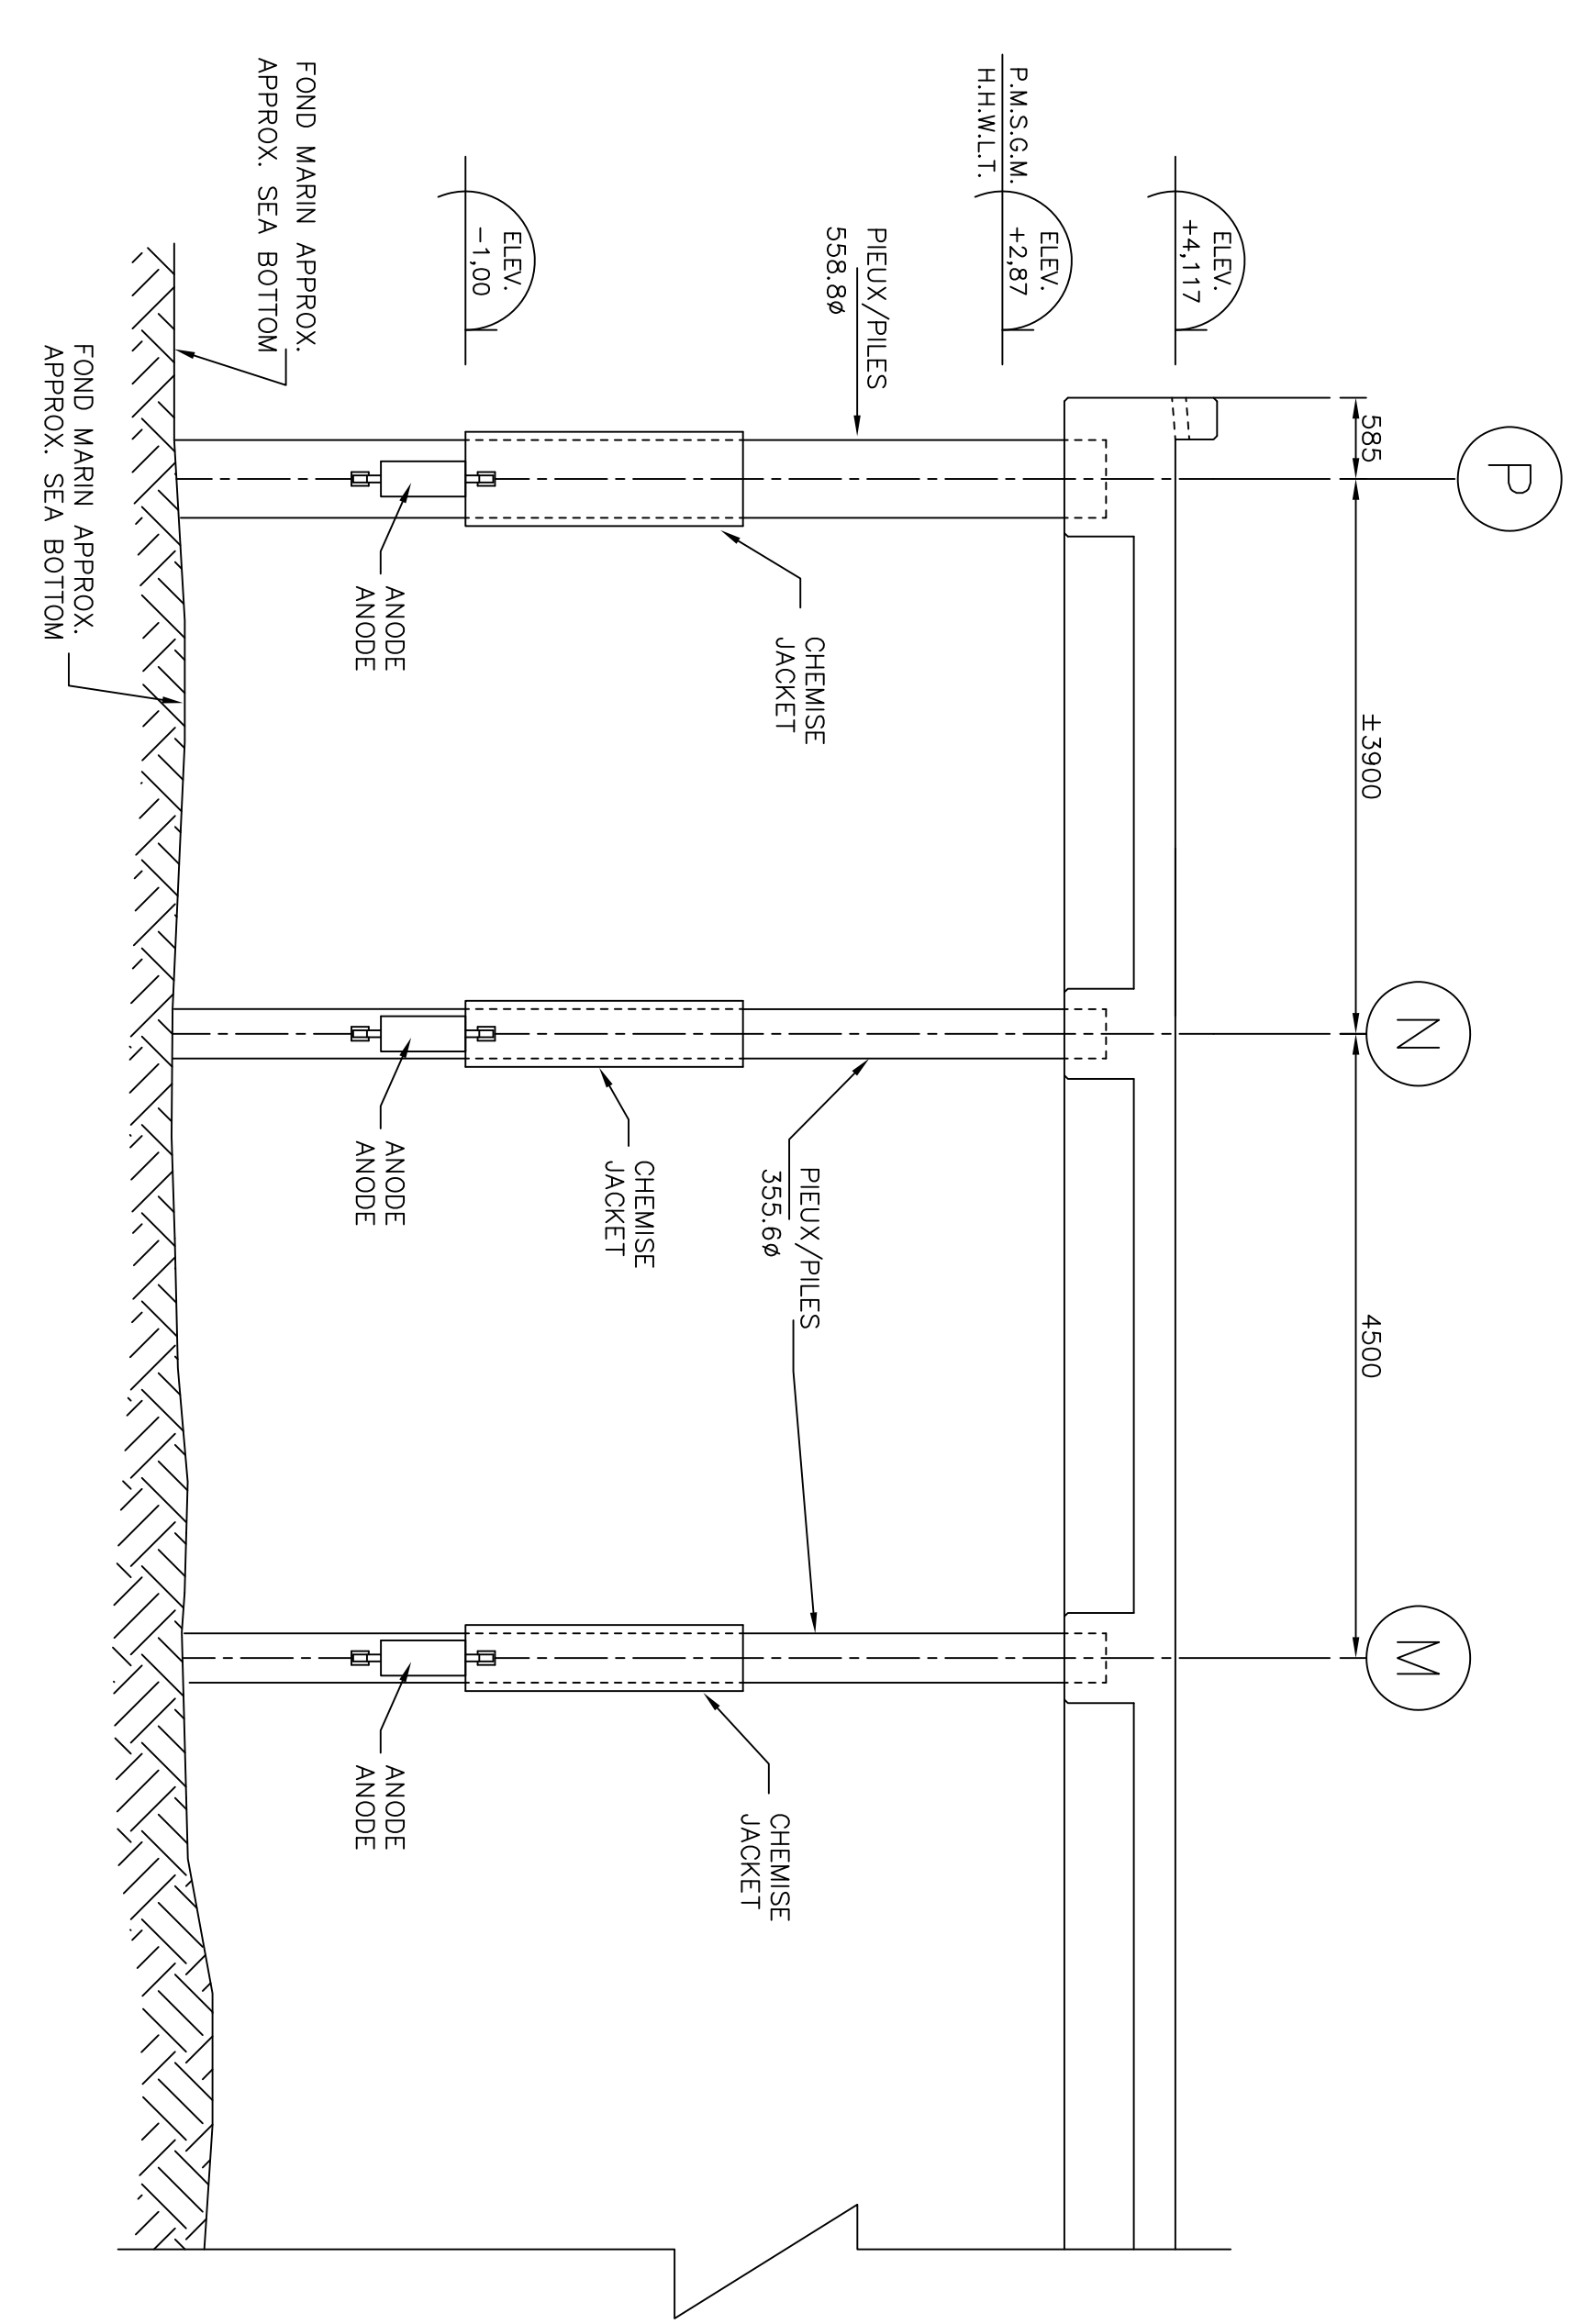 P
N
M
585
±3900
4500
ELEV.
+4,117
P.M.S.G.M.
H.H.W.L.T.
ELEV.
+2,87
PIEUX/PILES
558.8ø
CHEMISE
JACKET
PIEUX/PILES
355.6ø
CHEMISE
JACKET
CHEMISE
JACKET
ELEV.
-1,00
ANODE
ANODE
ANODE
ANODE
ANODE
ANODE
FOND MARIN APPROX.
APPROX. SEA BOTTOM
FOND MARIN APPROX.
APPROX. SEA BOTTOM